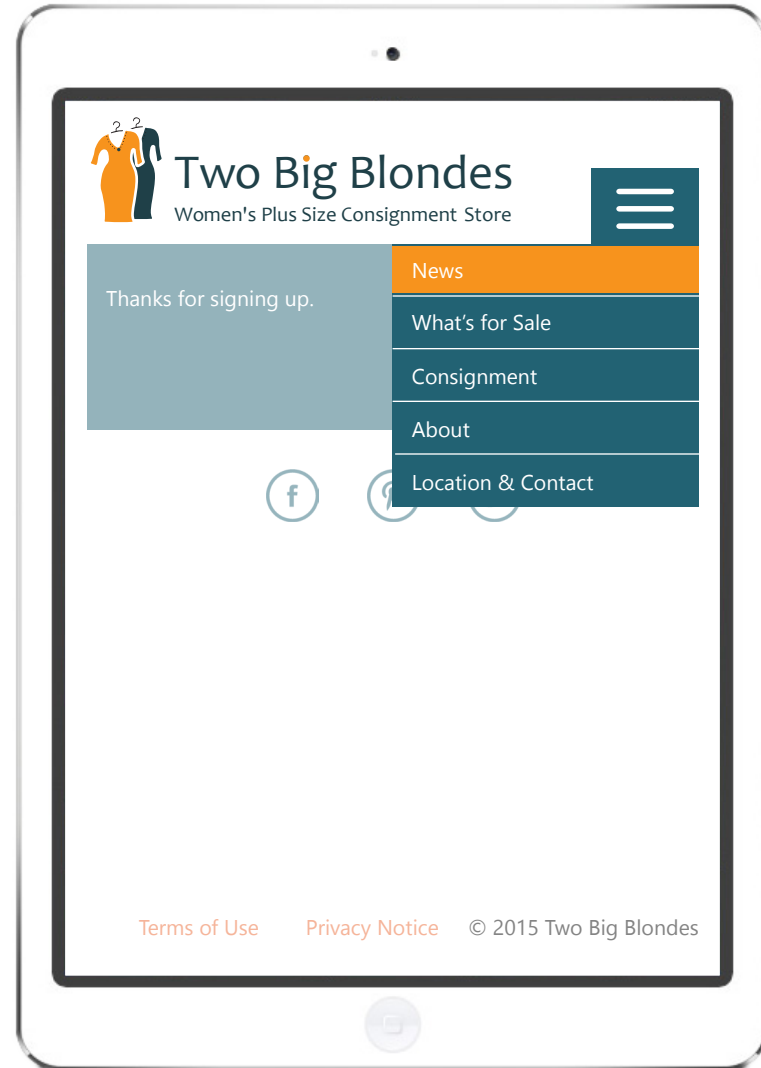 Two Big Blondes
Women's Plus Size Consignment Store
Thanks for signing up.
News
What's for Sale
Consignment
About
Location & Contact
f
Terms of Use
Privacy Notice
© 2015 Two Big Blondes